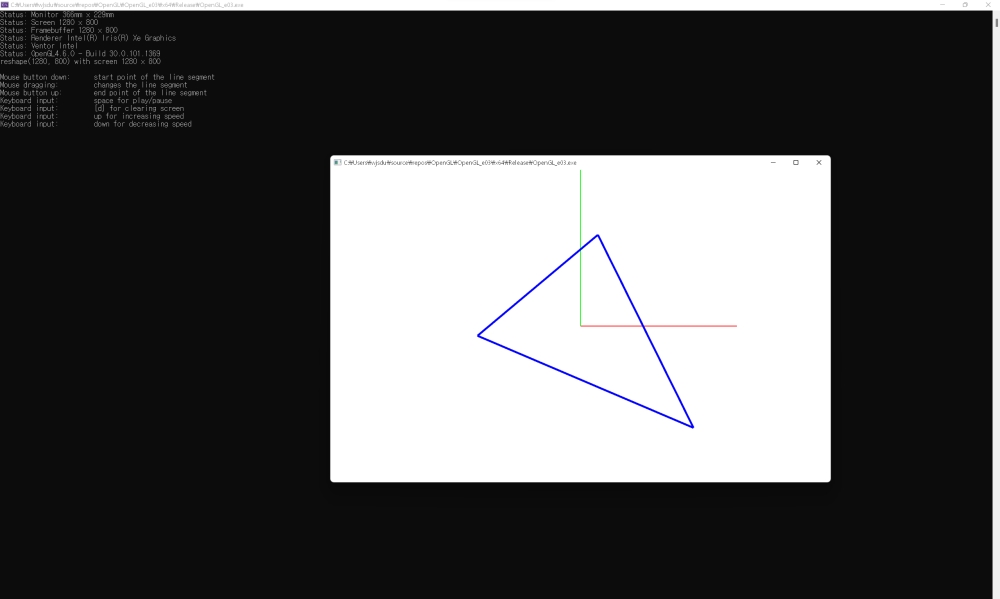 C:₩Users₩vjsdu₩source₩repos₩OpenGL₩OpenGL_e03₩x64₩Release₩OpenGL_e03.exe
Status: Monitor 366mm x 229mm
Status: Screen 1280 x 800
Status: Framebuffer 1280 x 800
Status: Renderer Intel(R) Iris(R) Xe Graphics
Status: Ventor Intel
Status: OpenGL4.6.0 - Build 30.0.101.1369
reshape(1280, 800) with screen 1280 x 800
Mouse button down: start point of the line segment
Mouse dragging: changes the line segment
Mouse button up: end point of the line segment
Keyboard input: space for play/pause
Keyboard input: [d] for clearing screen
Keyboard input: up for increasing speed
Keyboard input: down for decreasing speed
C:₩Users₩vjsdu₩source₩repos₩OpenGL₩OpenGL_e03₩x64₩Release₩OpenGL_e03.exe